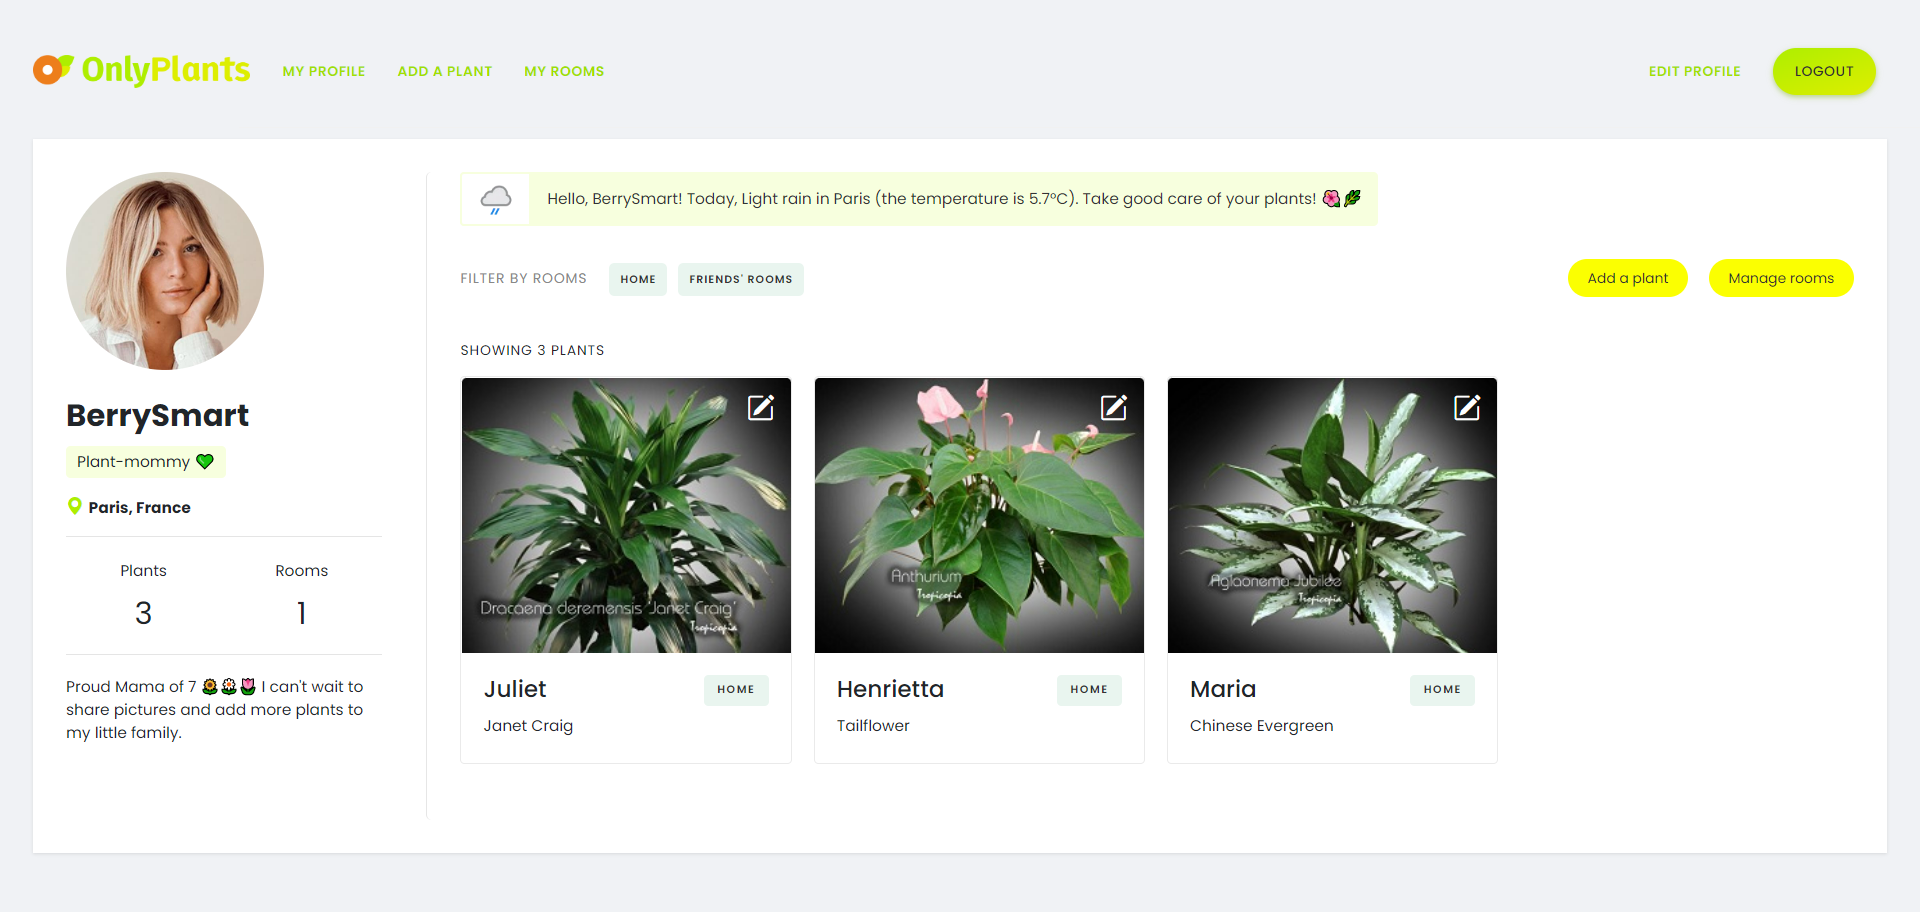 OnlyPlants
MY PROFILE
ADD A PLANT
MY ROOMS
EDIT PROFILE
LOGOUT
BerrySmart
Plant-mommy 💚
Paris, France
Plants
Rooms
3
1
Proud Mama of 7 🌻🌼🌷 I can't wait to
share pictures and add more plants to
my little family.
Hello, BerrySmart! Today, Light rain in Paris (the temperature is 5.7°C). Take good care of your plants! 🌺🌿
FILTER BY ROOMS
HOME
FRIENDS' ROOMS
Add a plant
Manage rooms
SHOWING 3 PLANTS
Dracaena deremensis 'Janet Craig'
Tropicopia
Juliet
HOME
Janet Craig
Anthurium
Tropicopia
Henrietta
HOME
Tailflower
Aglaonema Jubilee
Tropicopia
Maria
HOME
Chinese Evergreen